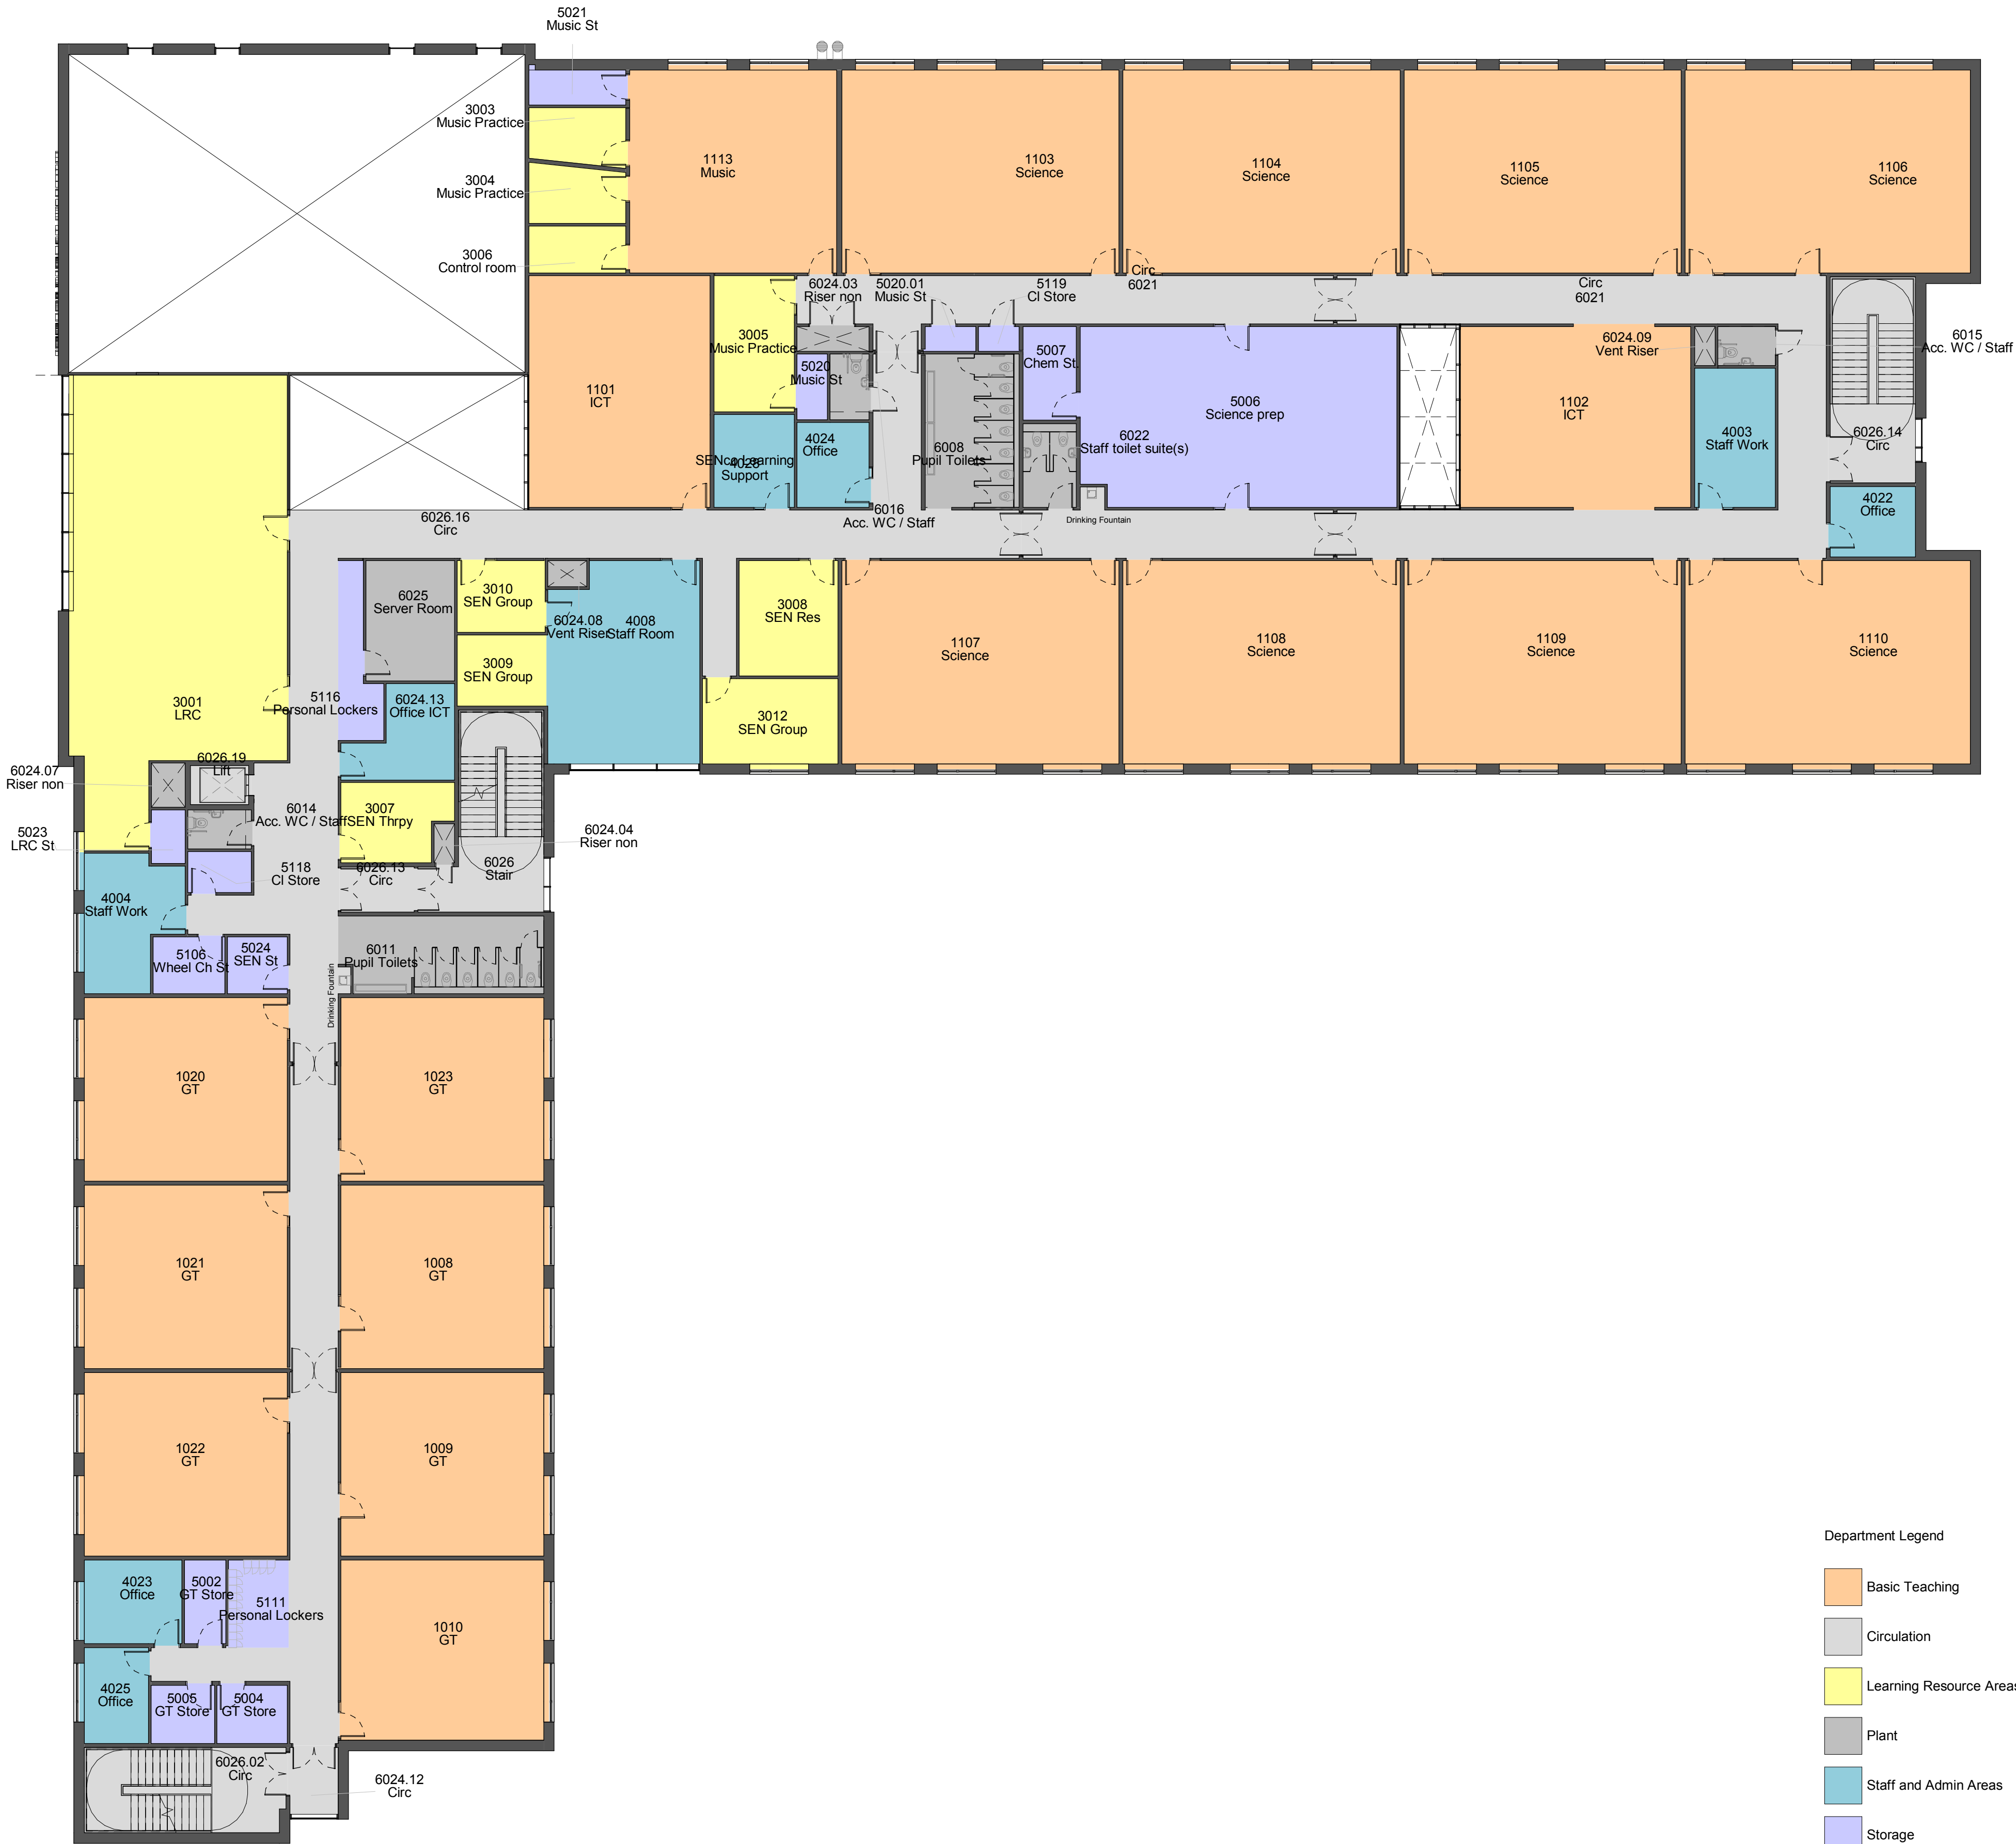 5021
Music St
3003
Music Practice
3004
Music Practice
3006
Control room
1113
Music
1103
Science
1104
Science
1105
Science
1106
Science
6024.03
Riser non
5020.01
Music St
5119
Cl Store
Circ
6021
Circ
6021
3005
Music Practice
5020
Music St
1101
ICT
5007
Chem St.
5006
Science prep
6024.09
Vent Riser
6015
Acc. WC / Staff
1102
ICT
4003
Staff Work
6026.14
Circ
4024
Office
SENco Learning
4028
Support
6008
Pupil Toilets
6022
Staff toilet suite(s)
4022
Office
6026.16
Circ
6016
Acc. WC / Staff
Drinking Fountain
6025
Server Room
3010
SEN Group
6024.08
Vent Riser
4008
Staff Room
3008
SEN Res
3009
SEN Group
1107
Science
1108
Science
1109
Science
1110
Science
3001
LRC
5116
Personal Lockers
6024.13
Office ICT
3012
SEN Group
6024.07
Riser non
6026.19
Lift
6014
Acc. WC / Staff
3007
SEN Thrpy
5023
LRC St
6024.04
Riser non
5118
Cl Store
6026.13
Circ
6026
Stair
4004
Staff Work
5106
Wheel Ch St
5024
SEN St
6011
Pupil Toilets
Drinking Fountain
1020
GT
1023
GT
1021
GT
1008
GT
1022
GT
1009
GT
4023
Office
5002
GT Store
5111
Personal Lockers
1010
GT
4025
Office
5005
GT Store
5004
GT Store
6026.02
Circ
6024.12
Circ
Department Legend
Basic Teaching
Circulation
Learning Resource Areas
Plant
Staff and Admin Areas
Storage